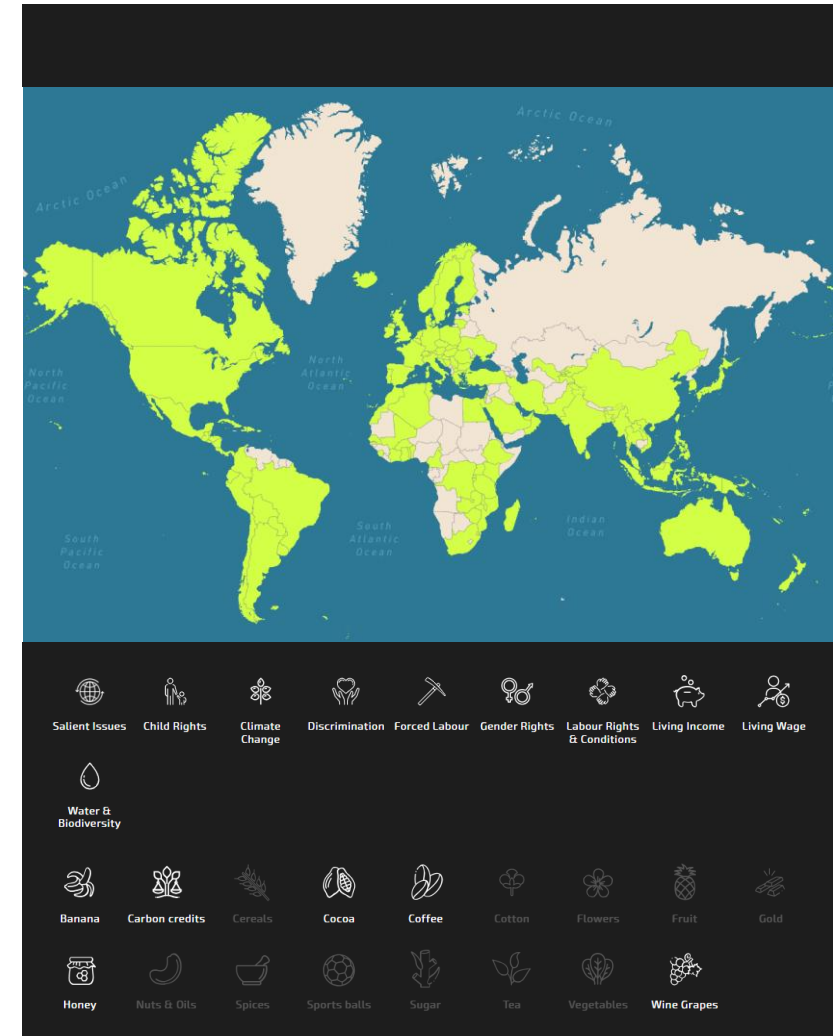 Arctic Ocean
Arctic Ocean
North
Pacific
Ocean
North
Atlantic
Ocean
South
Pacific
Ocean
South
Atlantic
Ocean
Indian
Ocean
Salient Issues
Child Rights
Climate
Change
Discrimination
Forced Labour
Gender Rights
Labour Rights
& Conditions
Living Income
Living Wage
Water &
Biodiversity
Banana
Carbon credits
Cereals
Cocoa
Coffee
Cotton
Flowers
Fruit
Gold
Honey
Nuts & Oils
Spices
Sports balls
Sugar
Tea
Vegetables
Wine Grapes